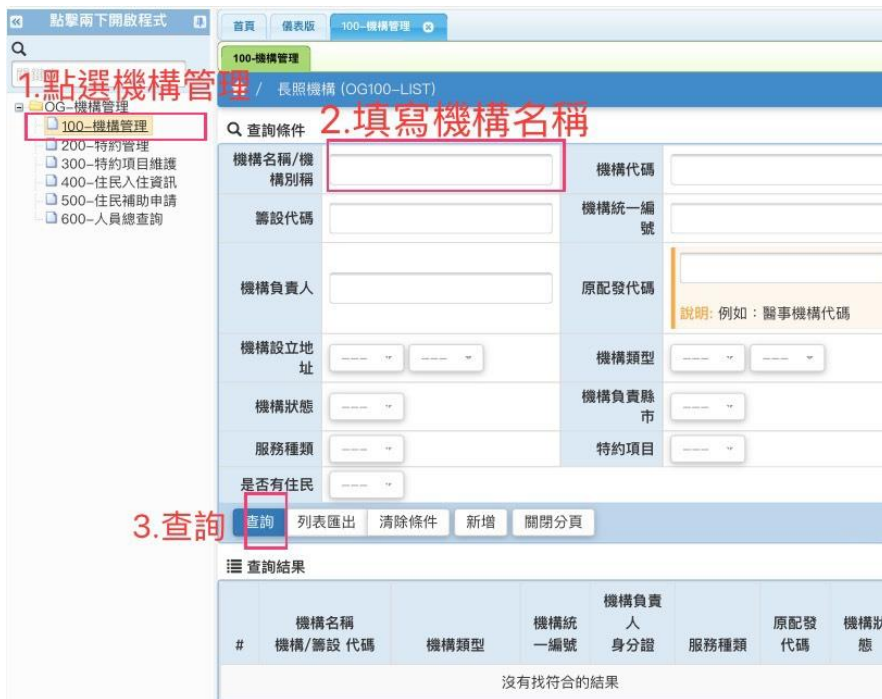 點擊兩下開啟程式
首頁 儀表版 100-機構管理
100-機構管理
1.點選機構管理
/ 長照機構 (OG100-LIST)
OG-機構管理
100-機構管理
200-特約管理
300-特約項目維護
400-住民入住資訊
500-住民補助申請
600-人員總查詢
查詢條件
2.填寫機構名稱
機構名稱/機
構別稱
機構代碼
籌設代碼
機構統一編
號
機構負責人
原配發代碼
說明: 例如：醫事機構代碼
機構設立地
址
--- ---
機構類型
--- ---
機構狀態
---
機構負責縣
市
---
服務種類
---
特約項目
---
是否有住民
---
3.查詢
查詢 列表匯出 清除條件 新增 關閉分頁
查詢結果
#
機構名稱
機構/籌設 代碼
機構類型
機構統
一編號
機構負責
人
身分證
服務種類
原配發
代碼
機構狀
態
沒有找符合的結果